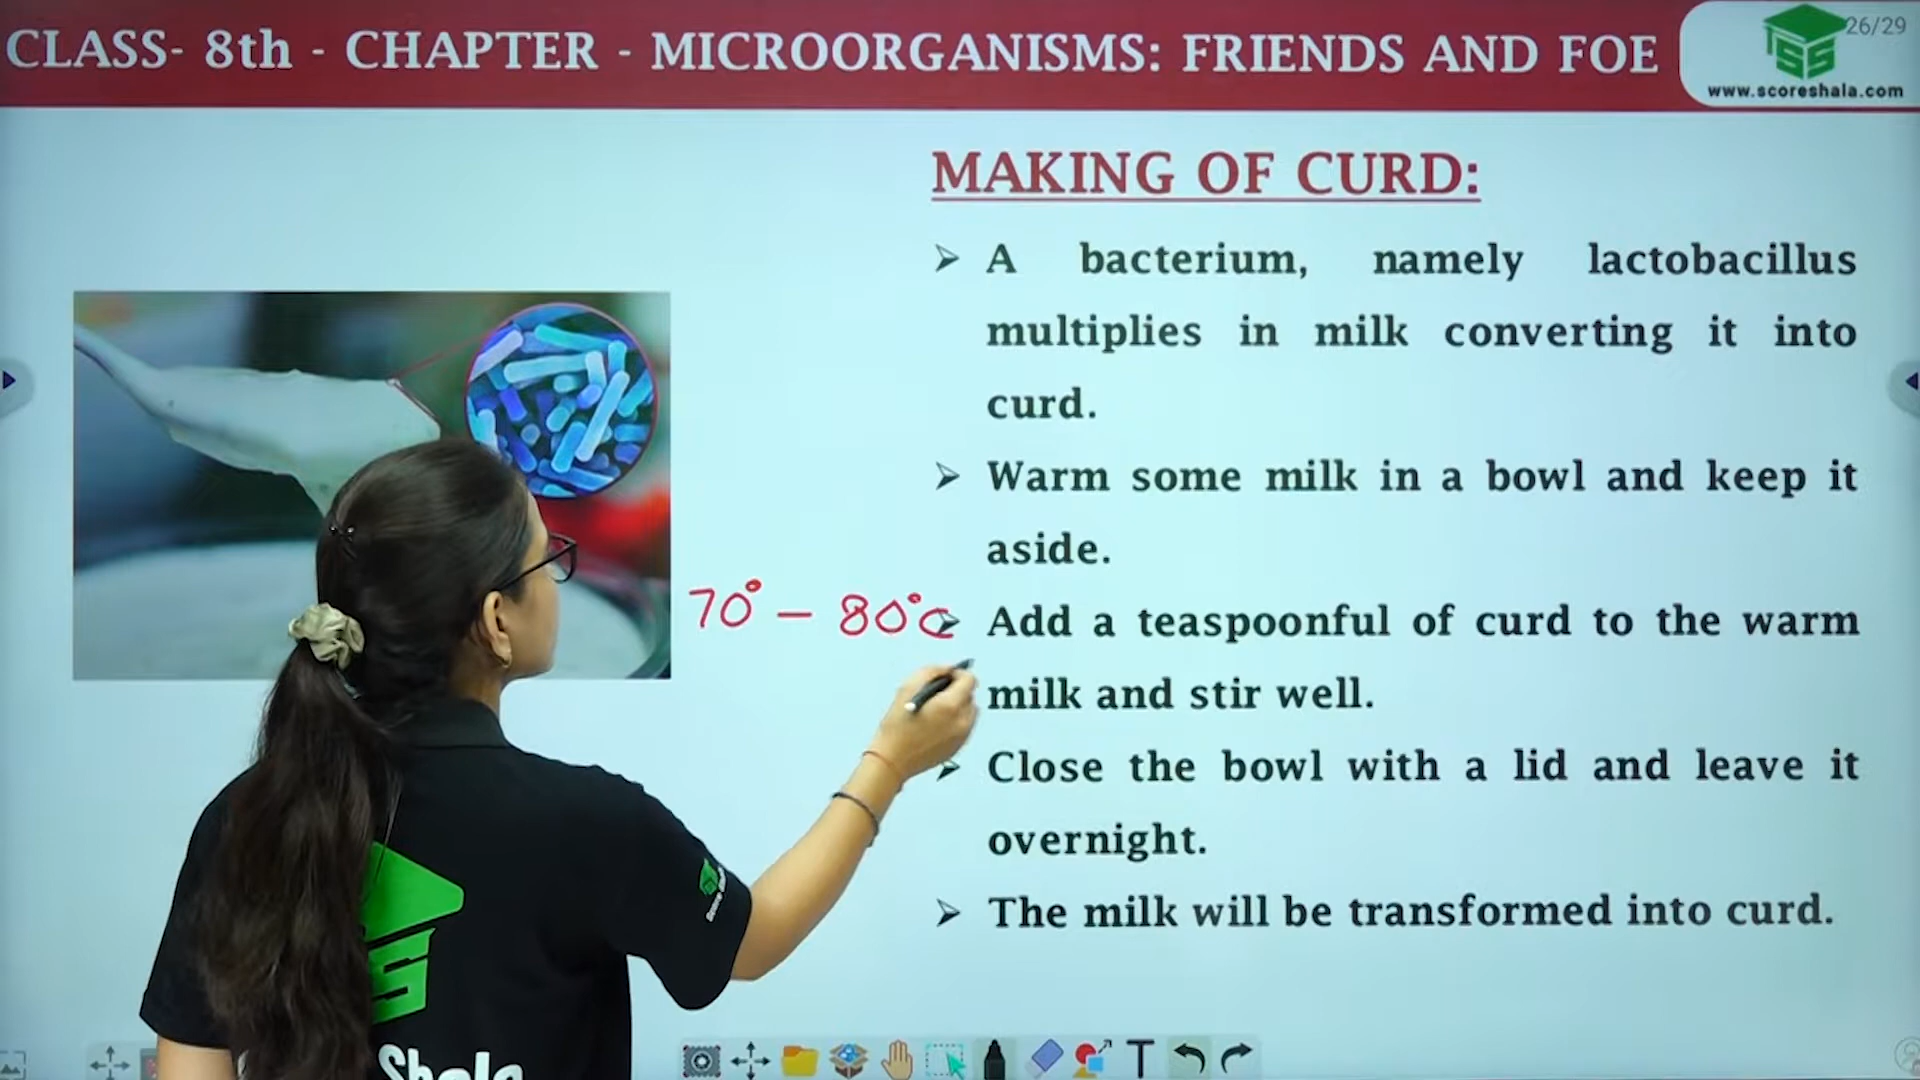 CLASS- 8th - CHAPTER - MICROORGANISMS: FRIENDS AND FOE
26/29
www.scoreshala.com
MAKING OF CURD:
➢ A bacterium, namely lactobacillus
multiplies in milk converting it into
curd.
➢ Warm some milk in a bowl and keep it
aside.
70° – 80°C
➢ Add a teaspoonful of curd to the warm
milk and stir well.
➢ Close the bowl with a lid and leave it
overnight.
➢ The milk will be transformed into curd.
Shala
T